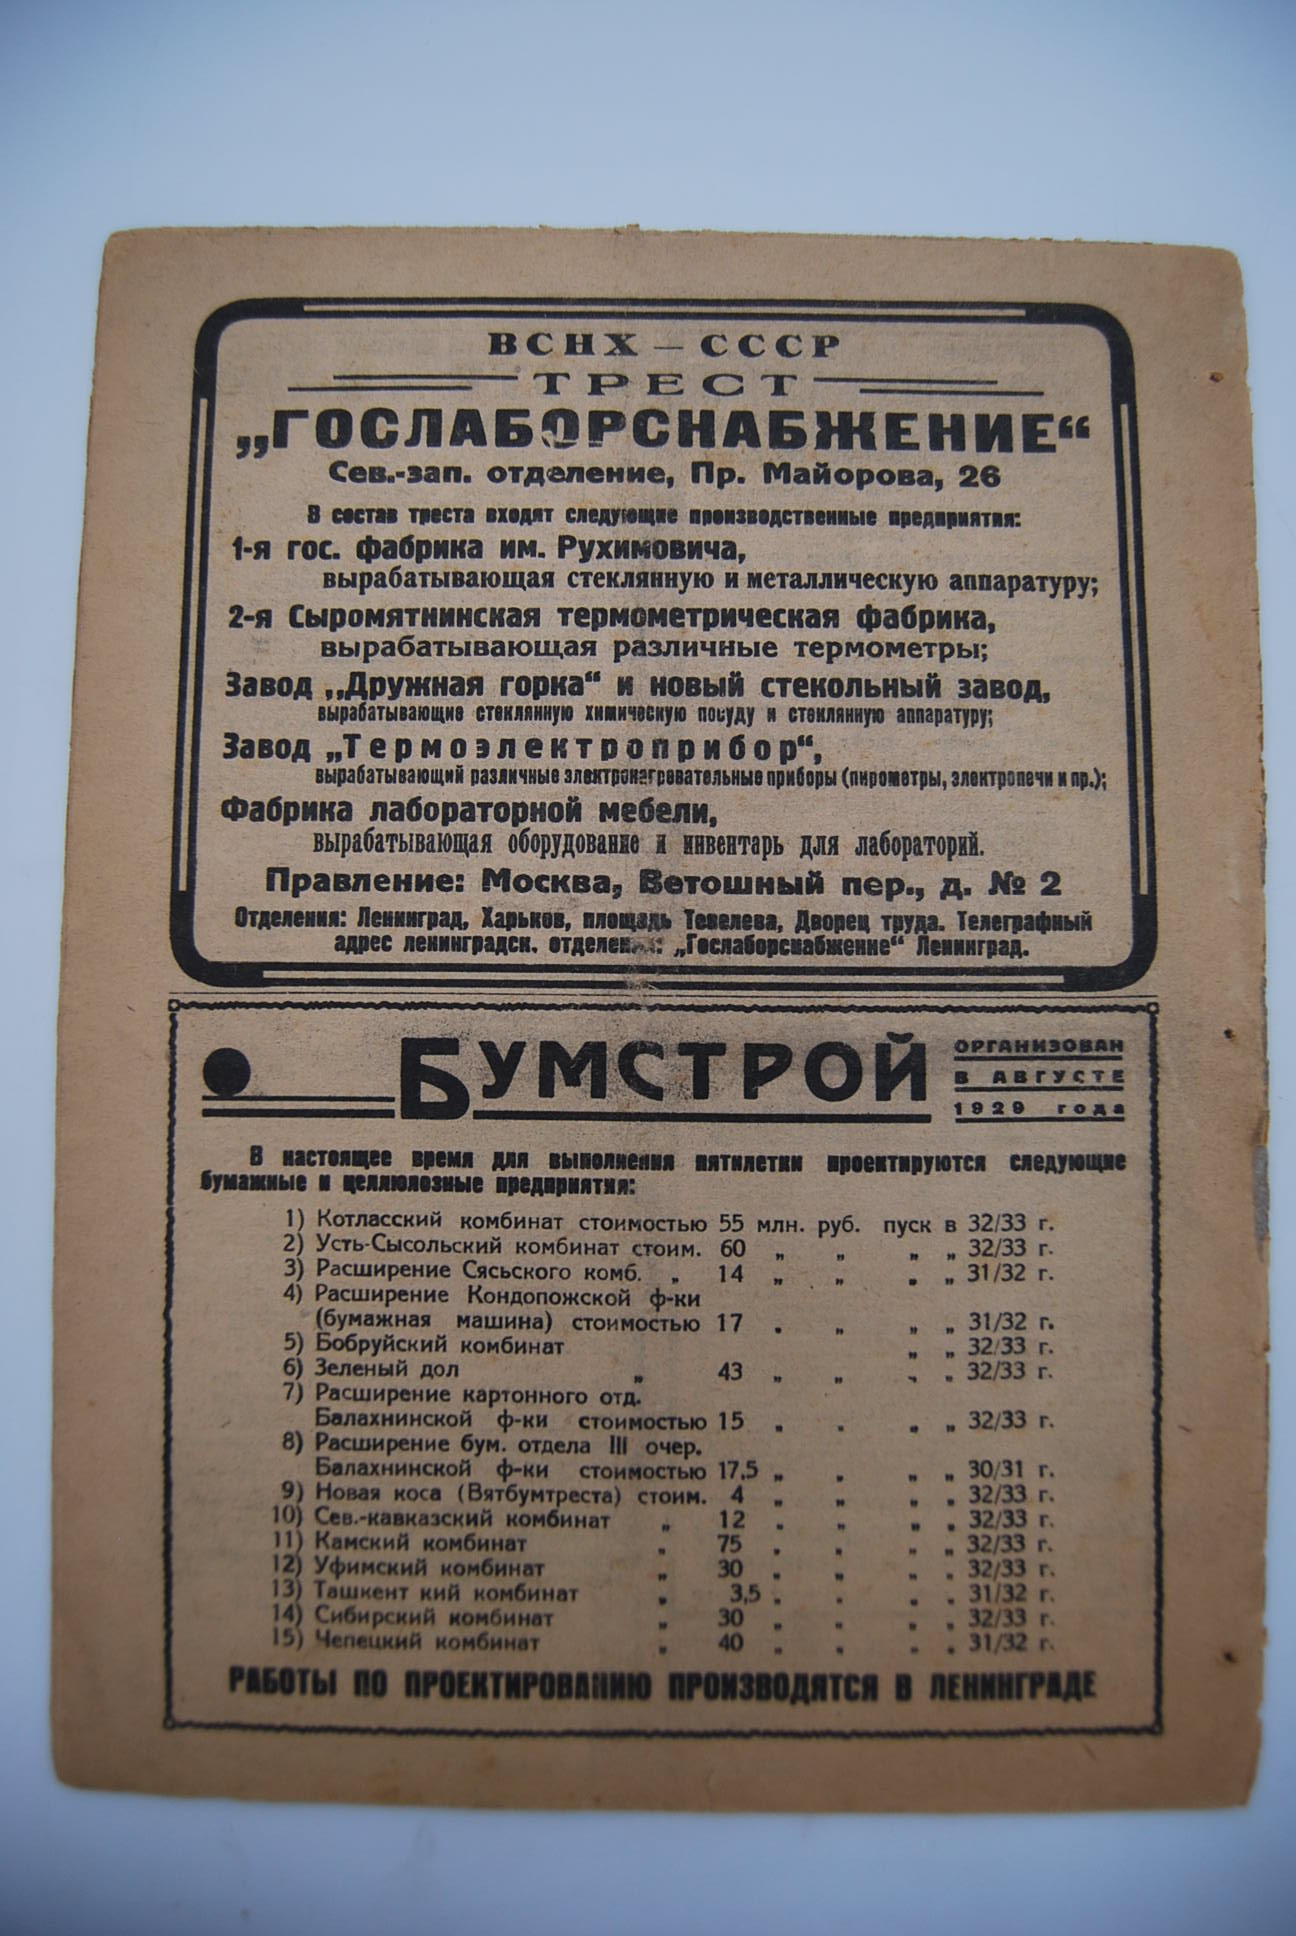 ВСНХ — СССР
ТРЕСТ
„ГОСЛАБОРСНАБЖЕНИЕ“
Сев.-зап. отделение, Пр. Майорова, 26
В состав треста входят следующие производственные предприятия:
1-я гос. фабрика им. Рухимовича,
вырабатывающая стеклянную и металлическую аппаратуру;
2-я Сыромятнинская термометрическая фабрика,
вырабатывающая различные термометры;
Завод „Дружная горка“ и новый стекольный завод,
вырабатывающие стеклянную химическую посуду и стеклянную аппаратуру;
Завод „Термоэлектроприбор“,
вырабатывающий различные электронагревательные приборы (пирометры, электропечи и пр.);
Фабрика лабораторной мебели,
вырабатывающая оборудование и инвентарь для лабораторий.
Правление: Москва, Ветошный пер., д. № 2
Отделения: Ленинград, Харьков, площадь Тевелева, Дворец труда. Телеграфный
адрес ленинградск. отделения: „Гослаборснабжение“ Ленинград.
БУМСТРОЙ
ОРГАНИЗОВАН
В АВГУСТЕ
1929 года
В настоящее время для выполнения пятилетки проектируются следующие
бумажные и целлюлозные предприятия:
1) Котласский комбинат стоимостью 55 млн. руб. пуск в 32/33 г.
2) Усть-Сысольский комбинат стоим. 60 „ „ „ „ 32/33 г.
3) Расширение Сясьского комб. „ 14 „ „ „ „ 31/32 г.
4) Расширение Кондопожской ф-ки
(бумажная машина) стоимостью 17 „ „ „ „ 31/32 г.
5) Бобруйский комбинат „ „ 32/33 г.
6) Зеленый дол „ 43 „ „ „ „ 32/33 г.
7) Расширение картонного отд.
Балахнинской ф-ки стоимостью 15 „ „ „ „ 32/33 г.
8) Расширение бум. отдела III очер.
Балахнинской ф-ки стоимостью 17,5 „ „ „ „ 30/31 г.
9) Новая коса (Вятбумтреста) стоим. 4 „ „ „ „ 32/33 г.
10) Сев.-кавказский комбинат „ 12 „ „ „ „ 32/33 г.
11) Камский комбинат „ 75 „ „ „ „ 32/33 г.
12) Уфимский комбинат „ 30 „ „ „ „ 32/33 г.
13) Ташкент кий комбинат „ 3,5 „ „ „ „ 31/32 г.
14) Сибирский комбинат „ 30 „ „ „ „ 32/33 г.
15) Чепецкий комбинат „ 40 „ „ „ „ 31/32 г.
РАБОТЫ ПО ПРОЕКТИРОВАНИЮ ПРОИЗВОДЯТСЯ В ЛЕНИНГРАДЕ